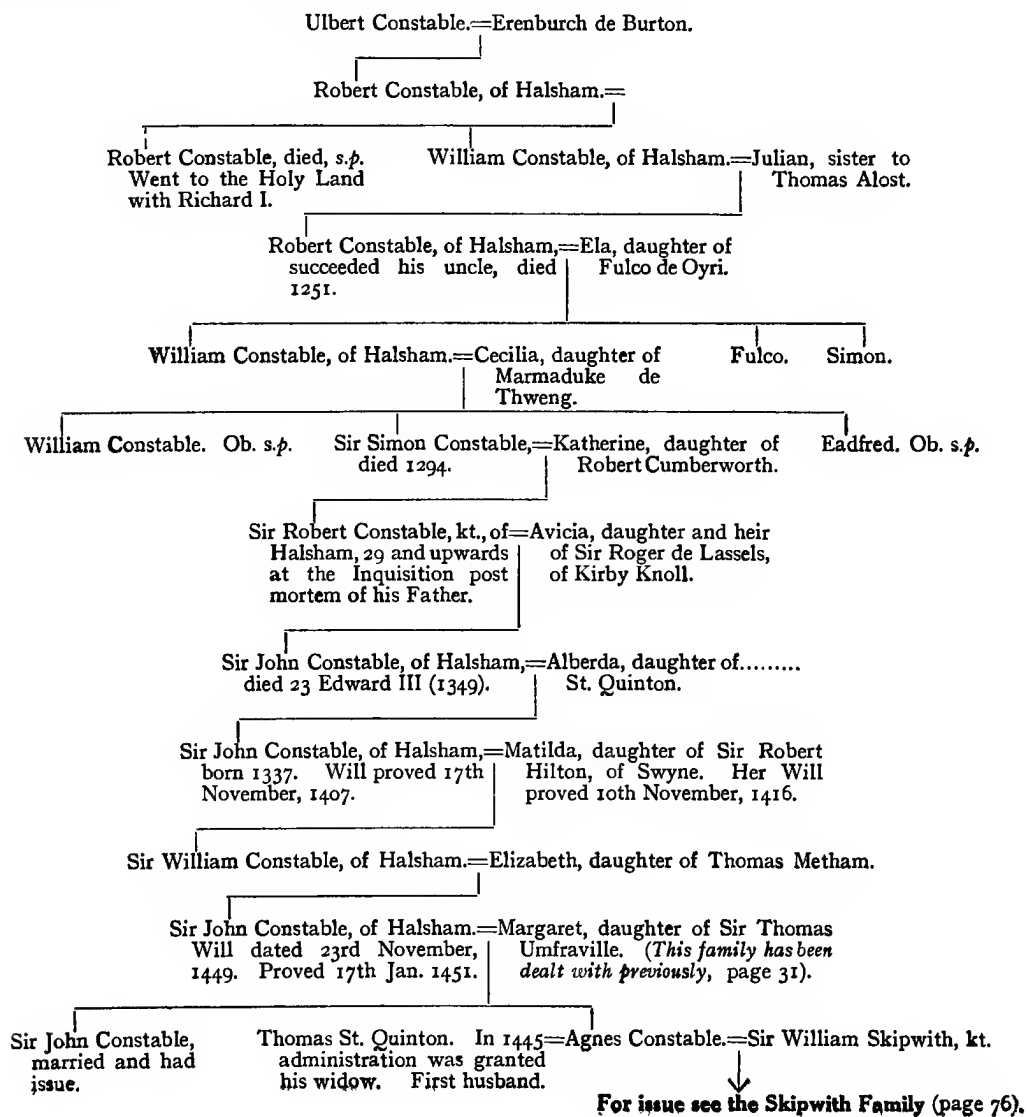 Ulbert Constable.=Erenburch de Burton.
Robert Constable, of Halsham.=
Robert Constable, died, s.p.
Went to the Holy Land
with Richard I.
William Constable, of Halsham.=Julian, sister to
Thomas Alost.
Robert Constable, of Halsham,=Ela, daughter of
succeeded his uncle, died
1251.
Fulco de Oyri.
William Constable, of Halsham.=Cecilia, daughter of
Marmaduke de
Thweng.
Fulco.
Simon.
William Constable. Ob. s.p.
Sir Simon Constable,=Katherine, daughter of
died 1294.
Robert Cumberworth.
Eadfred. Ob. s.p.
Sir Robert Constable, kt., of=Avicia, daughter and heir
Halsham, 29 and upwards
at the Inquisition post
mortem of his Father.
of Sir Roger de Lassels,
of Kirby Knoll.
Sir John Constable, of Halsham,=Alberda, daughter of.........
died 23 Edward III (1349).
St. Quinton.
Sir John Constable, of Halsham,=Matilda, daughter of Sir Robert
born 1337. Will proved 17th
November, 1407.
Hilton, of Swyne. Her Will
proved 10th November, 1416.
Sir William Constable, of Halsham.=Elizabeth, daughter of Thomas Metham.
Sir John Constable, of Halsham.=Margaret, daughter of Sir Thomas
Will dated 23rd November,
1449. Proved 17th Jan. 1451.
Umfraville. (This family has been
dealt with previously, page 31).
Sir John Constable,
married and had
issue.
Thomas St. Quinton. In 1445=Agnes Constable.=Sir William Skipwith, kt.
administration was granted
his widow. First husband.
For issue see the Skipwith Family (page 76).